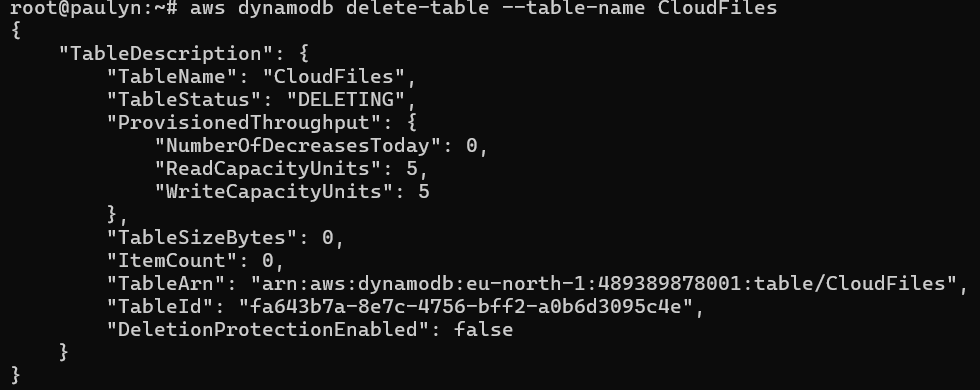 root@paulyn:~# aws dynamodb delete-table --table-name CloudFiles
{
    "TableDescription": {
        "TableName": "CloudFiles",
        "TableStatus": "DELETING",
        "ProvisionedThroughput": {
            "NumberOfDecreasesToday": 0,
            "ReadCapacityUnits": 5,
            "WriteCapacityUnits": 5
        },
        "TableSizeBytes": 0,
        "ItemCount": 0,
        "TableArn": "arn:aws:dynamodb:eu-north-1:489389878001:table/CloudFiles",
        "TableId": "fa643b7a-8e7c-4756-bff2-a0b6d3095c4e",
        "DeletionProtectionEnabled": false
    }
}